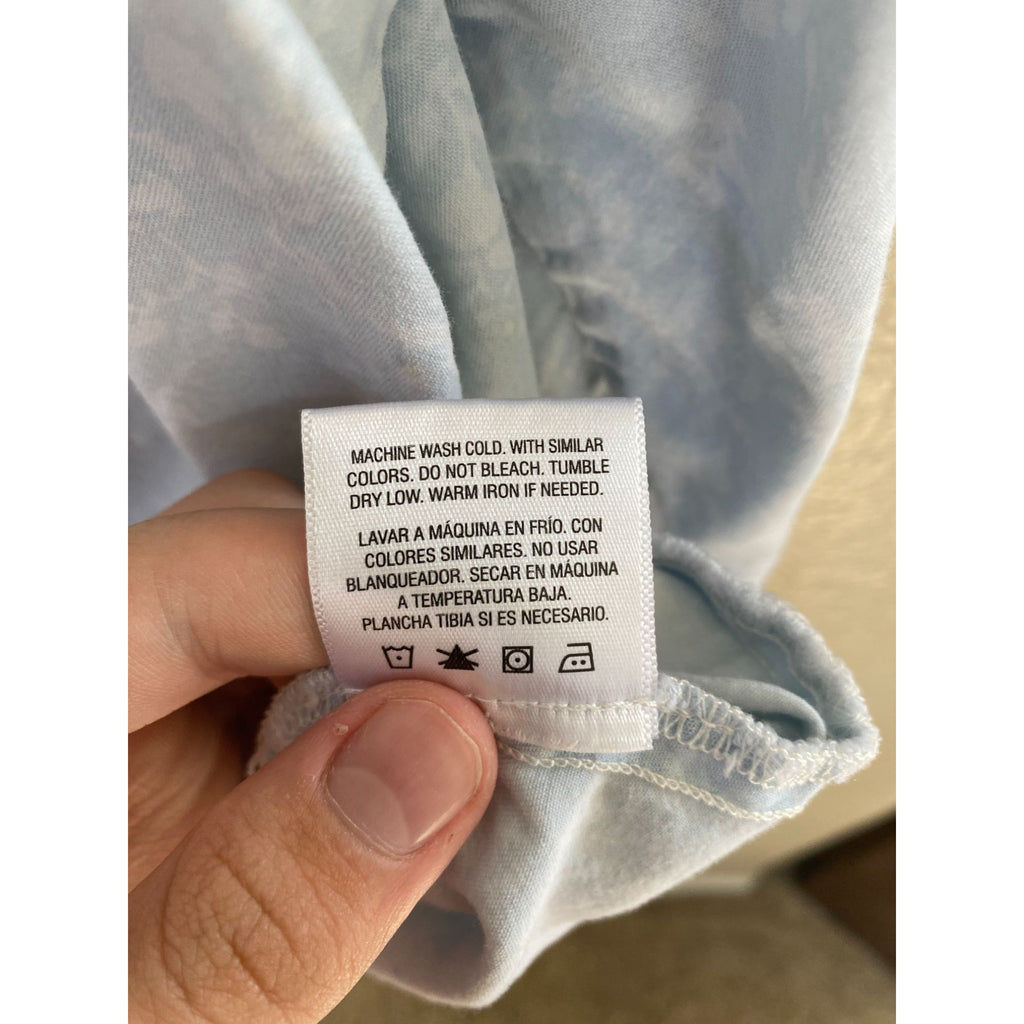 MACHINE WASH COLD. WITH SIMILAR
COLORS. DO NOT BLEACH. TUMBLE
DRY LOW. WARM IRON IF NEEDED.
LAVAR A MÁQUINA EN FRÍO. CON
COLORES SIMILARES. NO USAR
BLANQUEADOR. SECAR EN MÁQUINA
A TEMPERATURA BAJA.
PLANCHA TIBIA SI ES NECESARIO.